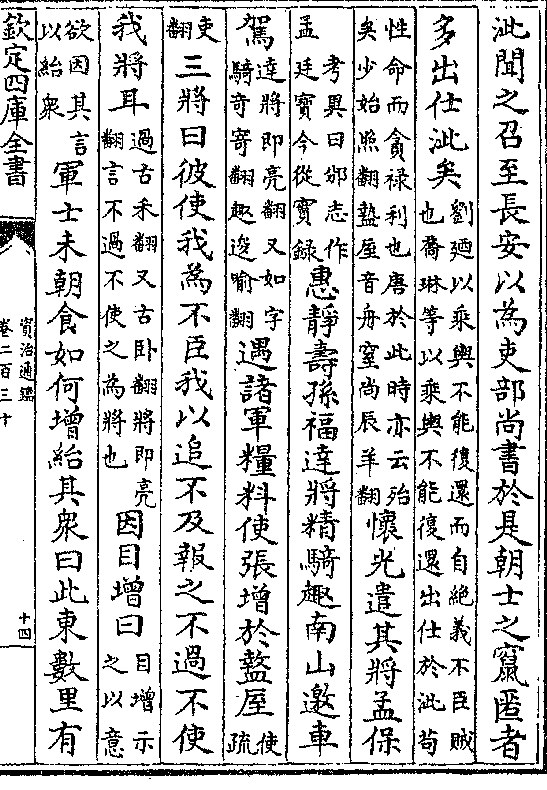 泚聞之召至長安以為吏部尚書於是朝士之竄匿者
多出仕泚矣劉廼以乘輿不能復還而自絶義不臣賊也喬琳等以乘輿不能復還出仕於泚苟
性命而貪禄利也唐於此時亦云殆矣少始照翻盩厔音舟窒尚辰羊翻懷光遣其將孟保
考異曰邠志作孟廷寳今從實録惠靜壽孫福達將精騎趣南山邀車
駕達將即亮翻又如字騎奇寄翻趣逡喻翻遇諸軍糧料使張增於盩厔使疏
吏翻三將曰彼使我為不臣我以追不及報之不過不使
我將耳過古禾翻又古卧翻將即亮翻言不過不使之為將也因目增曰目增示之以意
欲因其言以紿衆軍士未朝食如何增紿其衆曰此東數里有
欽定四庫全書
資治通鑑
卷二百三十
十四